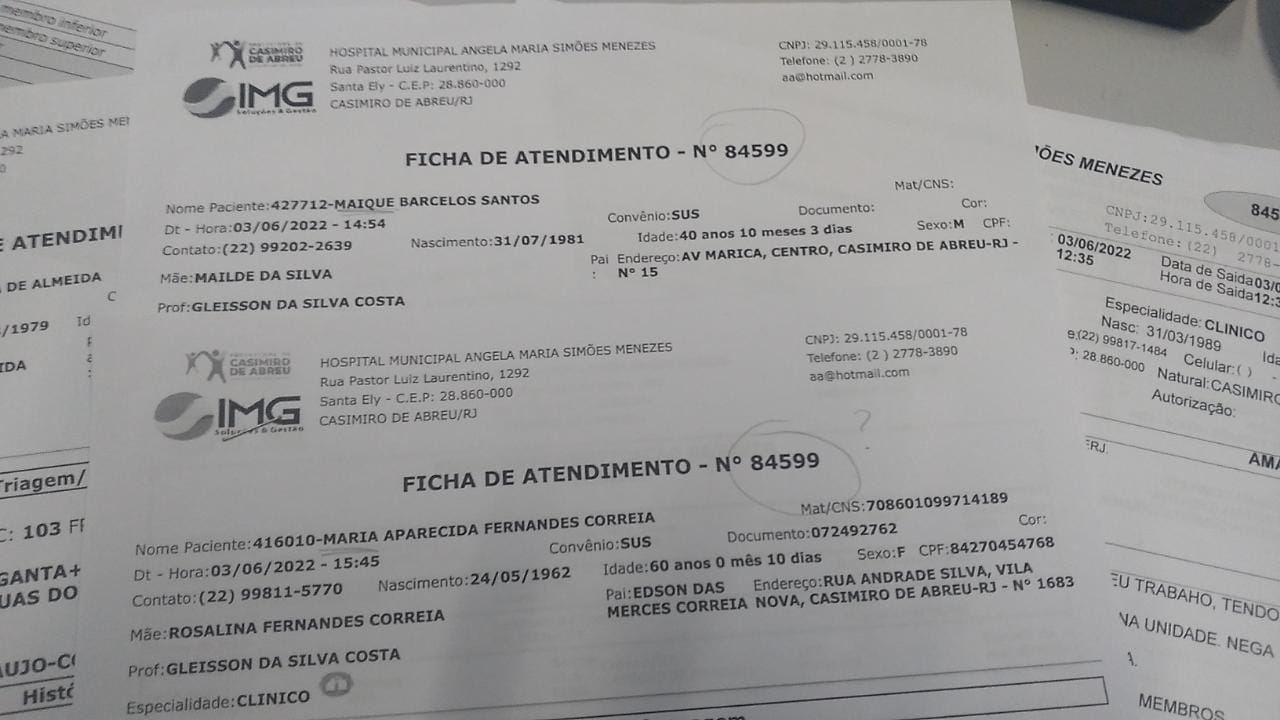 membro inferior
membro superior
CASIMIRO
DE ABREU
IMG
Soluções & Gestão
HOSPITAL MUNICIPAL ANGELA MARIA SIMÕES MENEZES
Rua Pastor Luiz Laurentino, 1292
Santa Ely - C.E.P: 28.860-000
CASIMIRO DE ABREU/RJ
CNPJ: 29.115.458/0001-78
Telefone: (2 ) 2778-3890
aa@hotmail.com
FICHA DE ATENDIMENTO - N° 84599
Mat/CNS:
Nome Paciente:427712-MAIQUE BARCELOS SANTOS
Convênio:SUS Documento: Cor:
Dt - Hora:03/06/2022 - 14:54
Contato:(22) 99202-2639 Nascimento:31/07/1981 Idade:40 anos 10 meses 3 dias Sexo:M CPF:
Mãe:MAILDE DA SILVA
Pai : Endereço:AV MARICA, CENTRO, CASIMIRO DE ABREU-RJ -
N° 15
Prof:GLEISSON DA SILVA COSTA
CASIMIRO
DE ABREU
IMG
Soluções & Gestão
HOSPITAL MUNICIPAL ANGELA MARIA SIMÕES MENEZES
Rua Pastor Luiz Laurentino, 1292
Santa Ely - C.E.P: 28.860-000
CASIMIRO DE ABREU/RJ
CNPJ: 29.115.458/0001-78
Telefone: (2 ) 2778-3890
aa@hotmail.com
?
FICHA DE ATENDIMENTO - N° 84599
Mat/CNS:708601099714189
Nome Paciente:416010-MARIA APARECIDA FERNANDES CORREIA
Convênio:SUS Documento:072492762 Cor:
Dt - Hora:03/06/2022 - 15:45
Contato:(22) 99811-5770 Nascimento:24/05/1962 Idade:60 anos 0 mês 10 dias Sexo:F CPF:84270454768
Mãe:ROSALINA FERNANDES CORREIA
Pai:EDSON DAS Endereço:RUA ANDRADE SILVA, VILA
MERCES CORREIA NOVA, CASIMIRO DE ABREU-RJ - N° 1683
Prof:GLEISSON DA SILVA COSTA
Especialidade:CLINICO
A MARIA SIMÕES MEN
292
E ATENDIM
DE ALMEIDA
/1979
IDA
Triagem/
C: 103
GANTA+
UAS DO
AUJO-CO
Histó
ÕES MENEZES
845
CNPJ:29.115.458/0001
Telefone:(22) 2778-
03/06/2022
12:35
Data de Saida03/0
Hora de Saida12:3
Especialidade:CLINICO
Nasc: 31/03/1989 Ida
e:(22) 99817-1484 Celular:( ) -
: 28.860-000 Natural:CASIMIRO
Autorização:
RJ.
AMA
EU TRABAHO, TENDO
NA UNIDADE. NEGA
A.
MEMBROS